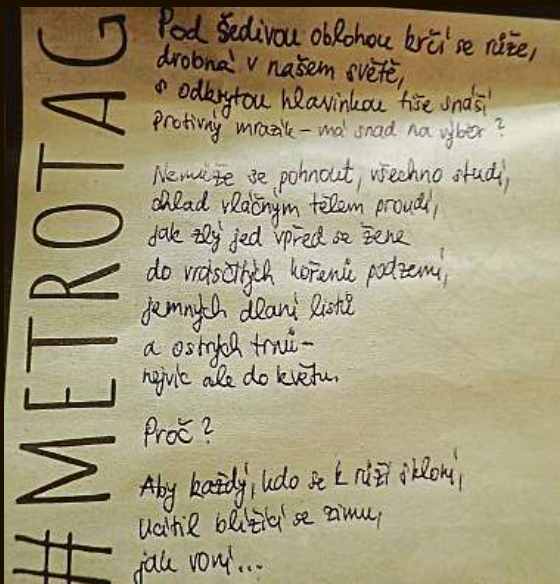 #METROTAG
Pod šedivou oblohou krčí se růže,
drobná v našem světě,
s odkrytou hlavinkou tiše snáší
Protivný mrazík – má snad na výběr?
Nemůže se pohnout, všechno studí,
chlad vláčným tělem proudí,
jak zlý jed vpřed se žene
do vrásčitých kořenů podzemí,
jemných dlaní listů
a ostrých trnů –
nejvíc ale do květu.
Proč?
Aby každý, kdo se k růži skloní,
ucítil blížící se zimu,
jak voní...